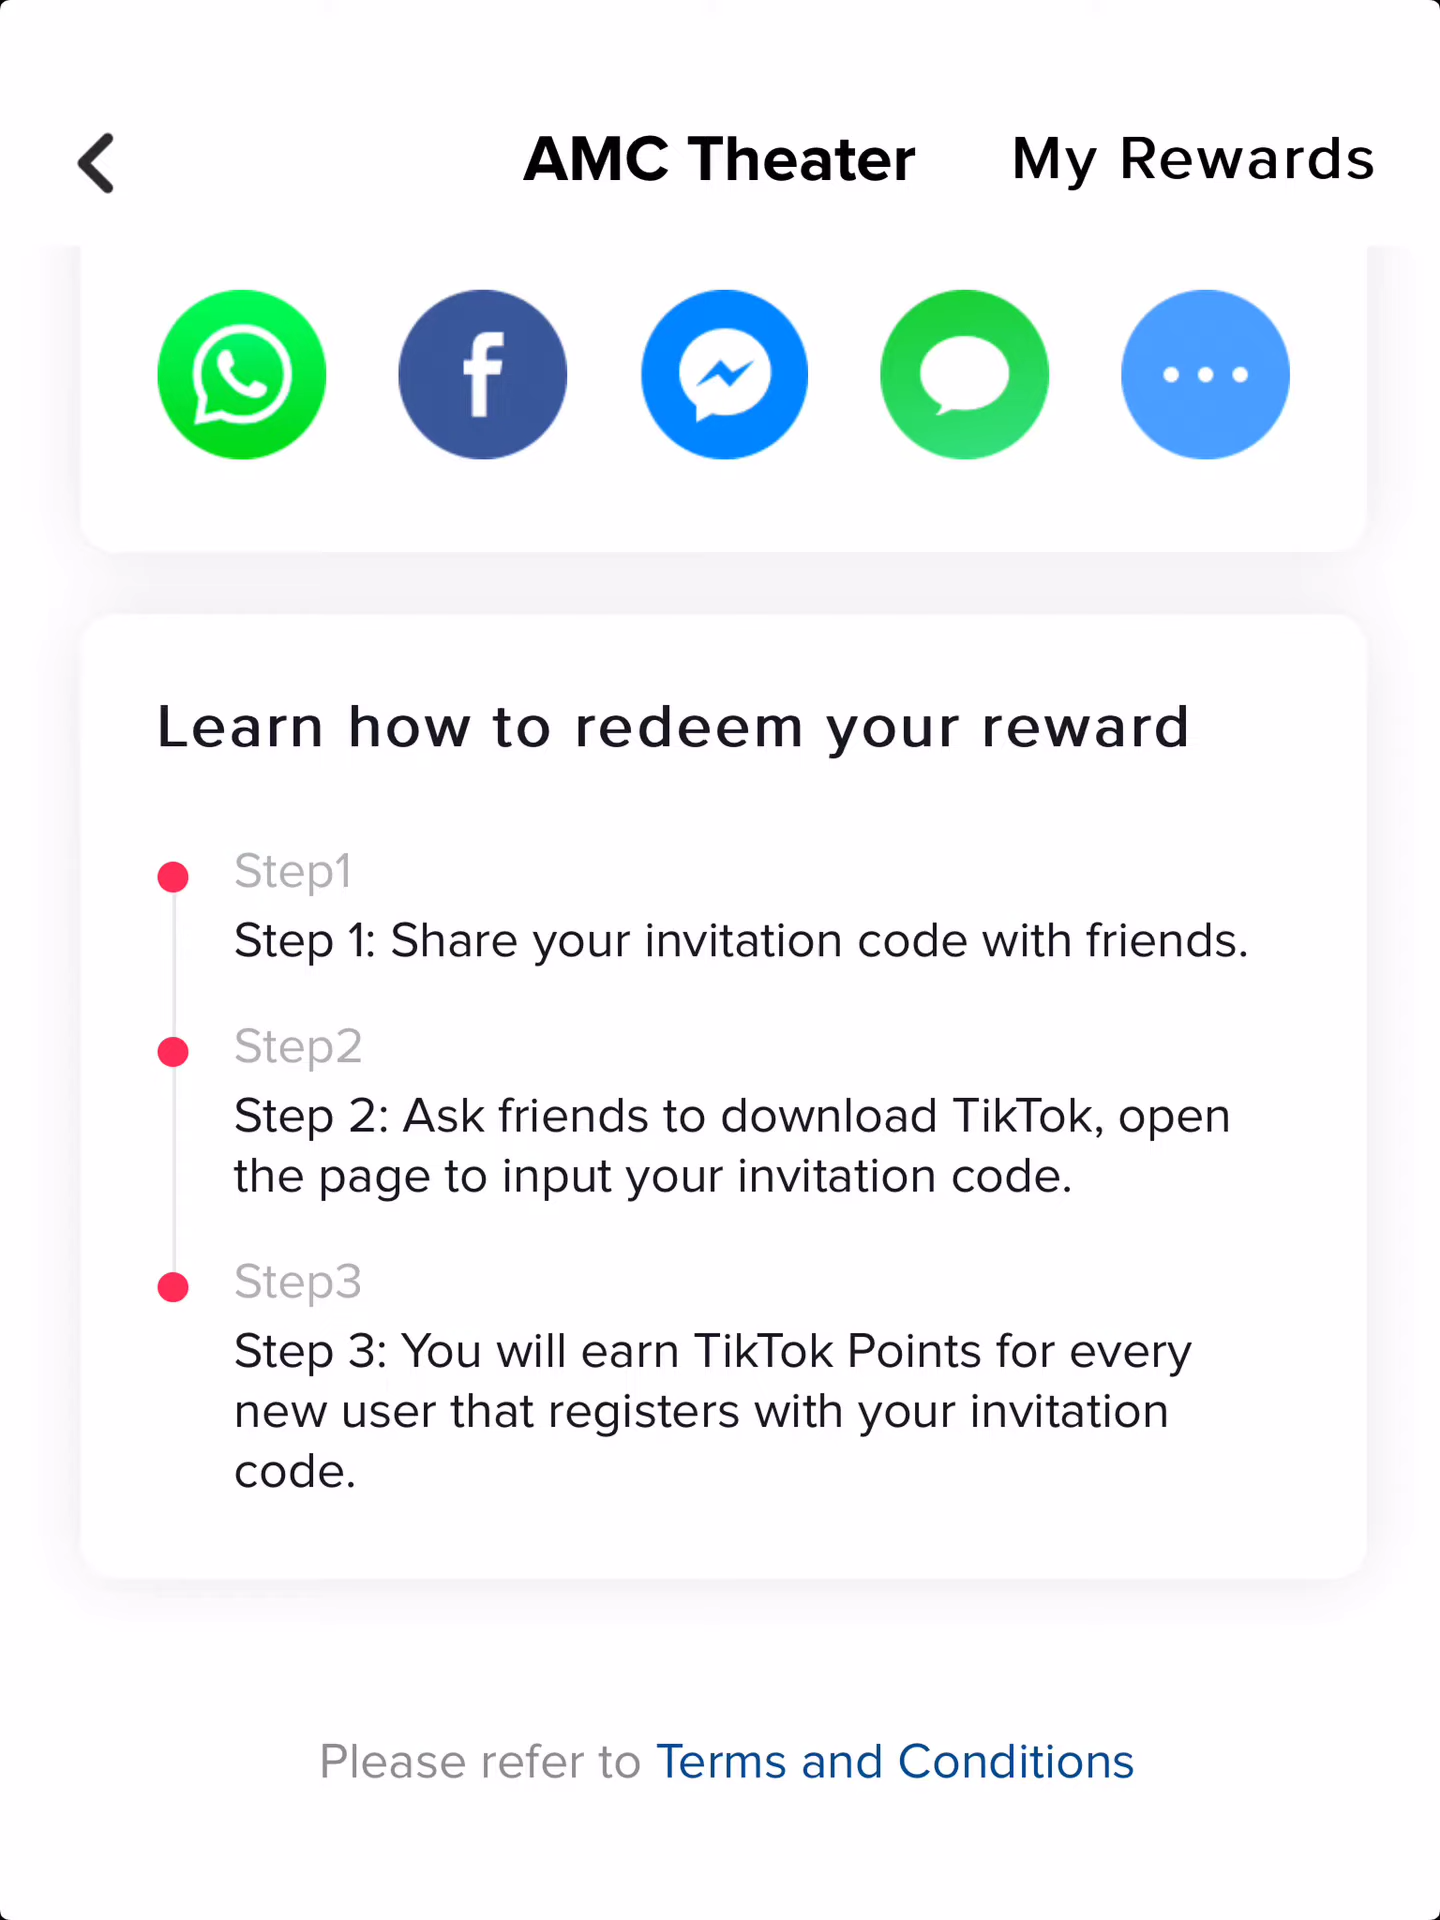 AMC Theater
My Rewards
Learn how to redeem your reward
Step1
Step 1: Share your invitation code with friends.
Step2
Step 2: Ask friends to download TikTok, open
the page to input your invitation code.
Step3
Step 3: You will earn TikTok Points for every
new user that registers with your invitation
code.
Please refer to Terms and Conditions